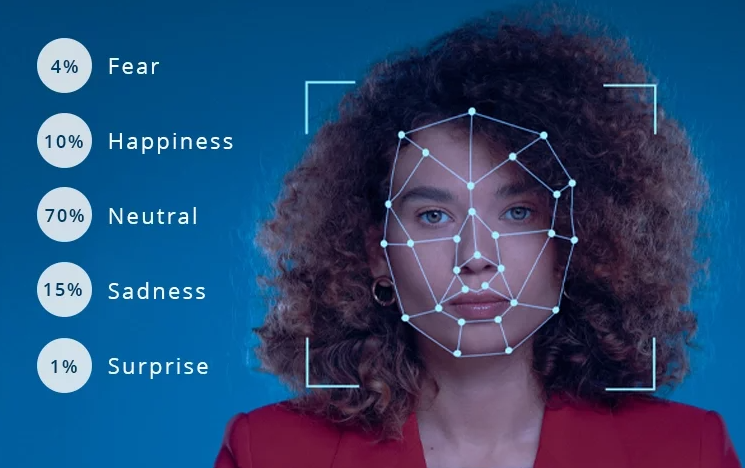 4% Fear
10% Happiness
70% Neutral
15% Sadness
1% Surprise